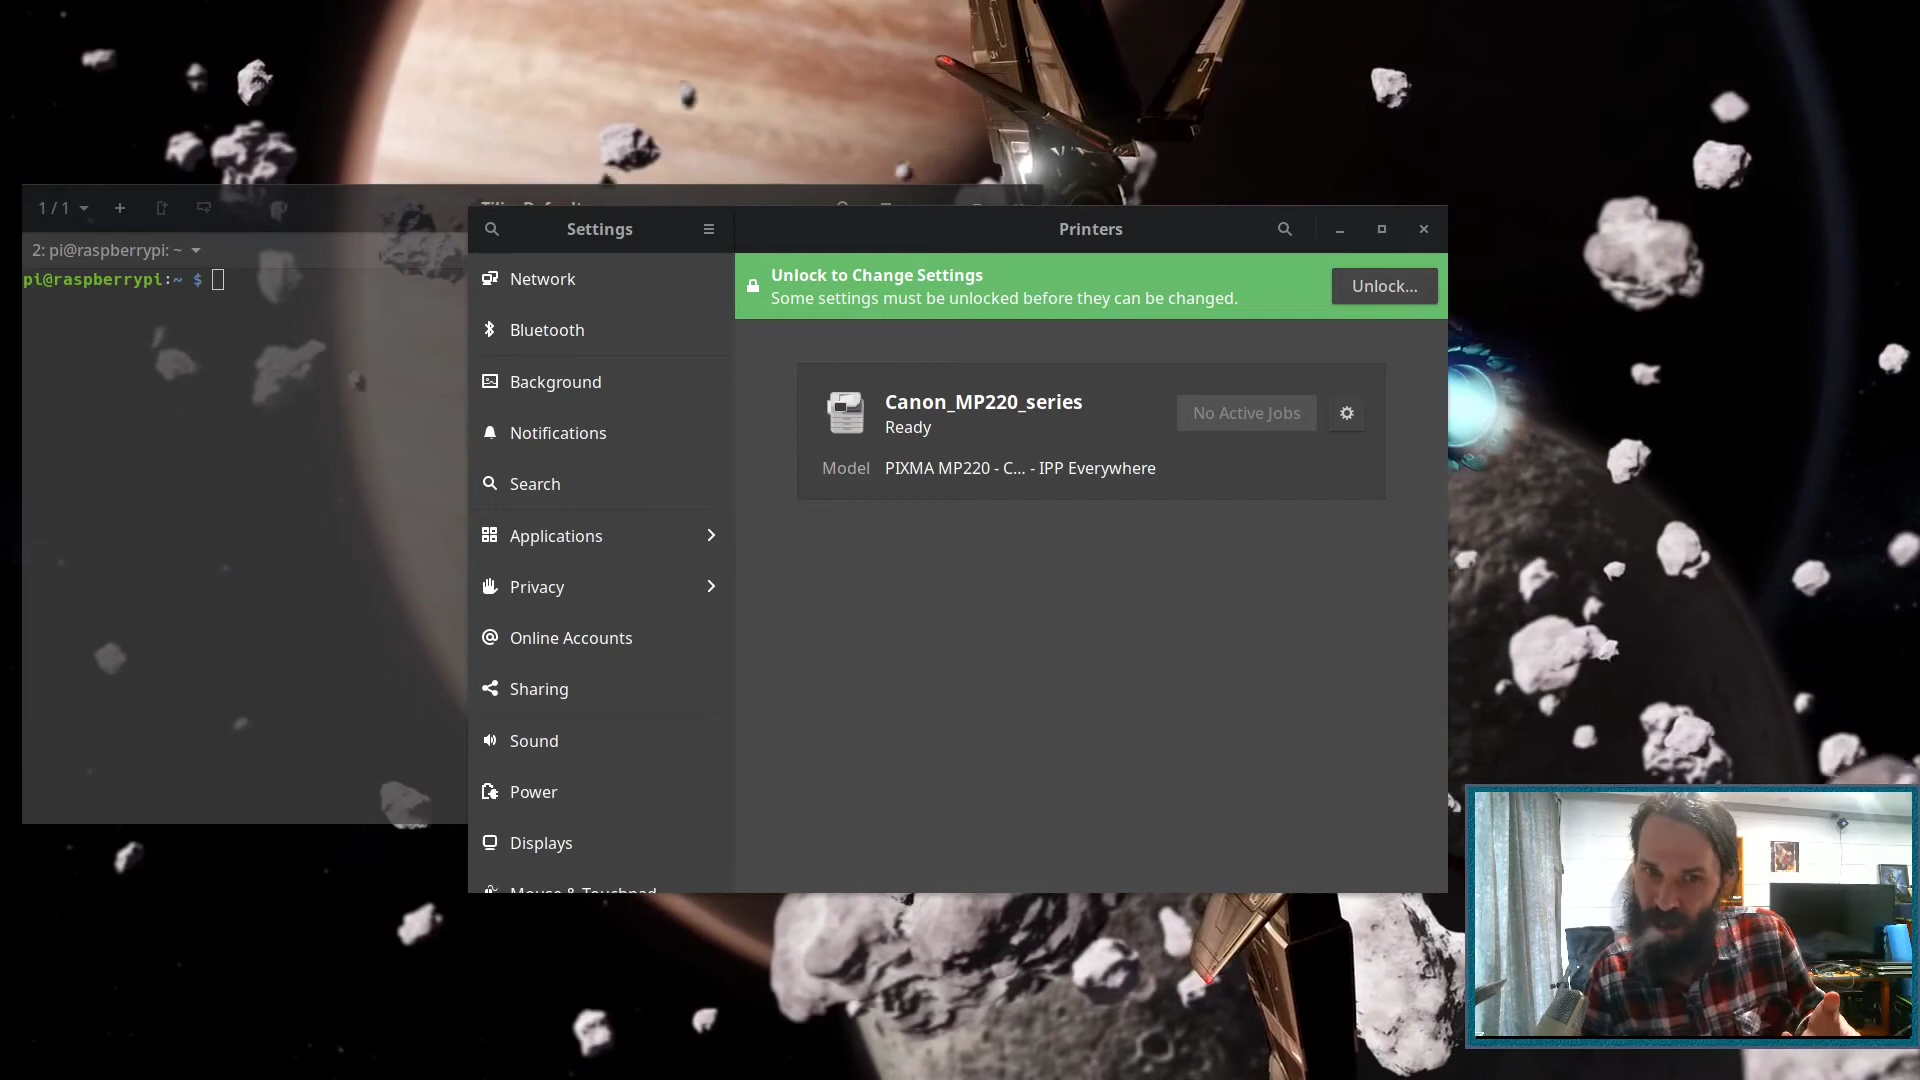 1 / 1
2: pi@raspberrypi: ~
pi@raspberrypi:~ $
Settings
Network
Bluetooth
Background
Notifications
Search
Applications
Privacy
Online Accounts
Sharing
Sound
Power
Displays
Mouse & Touchpad
Printers
Unlock to Change Settings
Some settings must be unlocked before they can be changed.
Unlock...
Canon_MP220_series
Ready
No Active Jobs
Model PIXMA MP220 - C... - IPP Everywhere